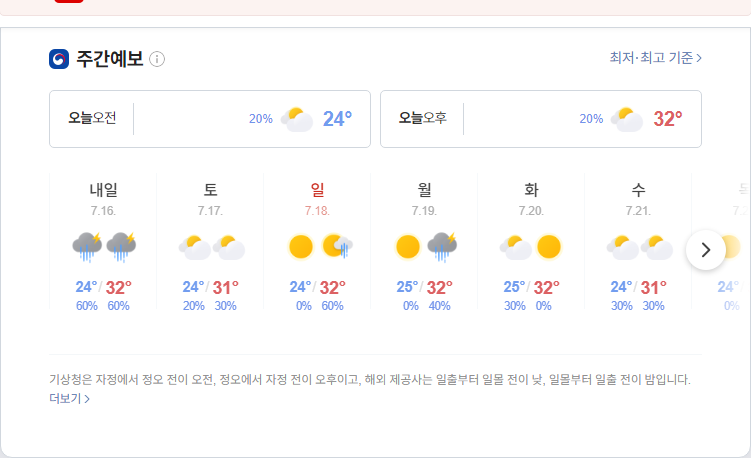 주간예보
최저·최고 기준
오늘오전 20% 24°
오늘오후 20% 32°
내일 토 일 월 화 수
7.16. 7.17. 7.18. 7.19. 7.20. 7.21.
24°/32° 24°/31° 24°/32° 25°/32° 25°/32° 24°/31° 24°
60% 60% 20% 30% 0% 60% 0% 40% 30% 0% 30% 30% 0%
기상청은 자정에서 정오 전이 오전, 정오에서 자정 전이 오후이고, 해외 제공사는 일출부터 일몰 전이 낮, 일몰부터 일출 전이 밤입니다.
더보기